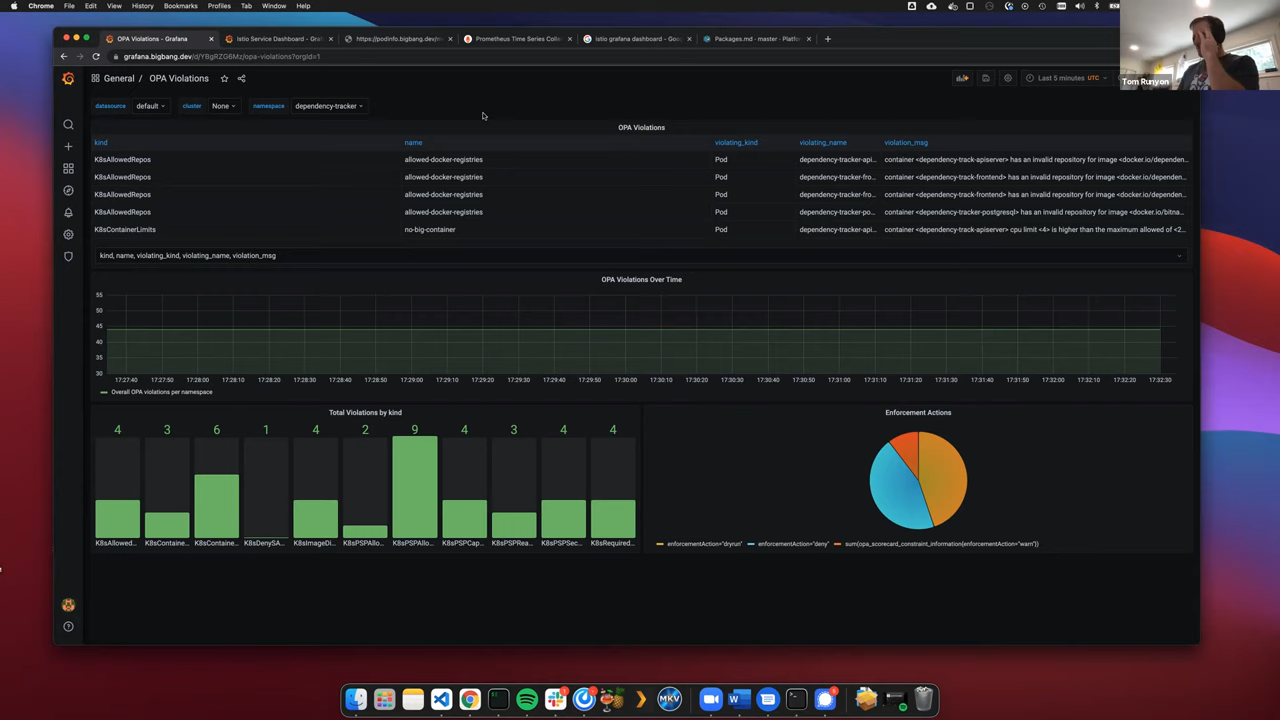 Chrome File Edit View History Bookmarks Profiles Tab Window Help
OPA Violations - Grafana
Istio Service Dashboard - Gra
https://podinfo.bigbang.dev/m
Prometheus Time Series Colle
istio grafana dashboard - Goo
Packages.md · master · Platfor
grafana.bigbang.dev/d/YBgRZG6Mz/opa-violations?orgId=1
Tom Runyon
General / OPA Violations
Last 5 minutes UTC
datasource default cluster None namespace dependency-tracker
OPA Violations
kind name violating_kind violating_name violation_msg
K8sAllowedRepos allowed-docker-registries Pod dependency-tracker-api... container <dependency-track-apiserver> has an invalid repository for image <docker.io/dependen...
K8sAllowedRepos allowed-docker-registries Pod dependency-tracker-fro... container <dependency-track-frontend> has an invalid repository for image <docker.io/dependen...
K8sAllowedRepos allowed-docker-registries Pod dependency-tracker-fro... container <dependency-track-frontend> has an invalid repository for image <docker.io/dependen...
K8sAllowedRepos allowed-docker-registries Pod dependency-tracker-po... container <dependency-tracker-postgresql> has an invalid repository for image <docker.io/bitna...
K8sContainerLimits no-big-container Pod dependency-tracker-api... container <dependency-track-apiserver> cpu limit <4> is higher than the maximum allowed of <2...
kind, name, violating_kind, violating_name, violation_msg
OPA Violations Over Time
55
50
45
40
35
30
17:27:40 17:27:50 17:28:00 17:28:10 17:28:20 17:28:30 17:28:40 17:28:50 17:29:00 17:29:10 17:29:20 17:29:30 17:29:40 17:29:50 17:30:00 17:30:10 17:30:20 17:30:30 17:30:40 17:30:50 17:31:00 17:31:10 17:31:20 17:31:30 17:31:40 17:31:50 17:32:00 17:32:10 17:32:20 17:32:30
Overall OPA violations per namespace
Total Violations by kind
4 3 6 1 4 2 9 4 3 4 4
K8sAllowed... K8sContaine... K8sContaine... K8sDenySA... K8sImageDi... K8sPSPAllo... K8sPSPAllo... K8sPSPCap... K8sPSPRea... K8sPSPSec... K8sRequired...
Enforcement Actions
enforcementAction="dryrun" enforcementAction="deny" sum(opa_scorecard_constraint_information{enforcementAction="warn"})
MKV